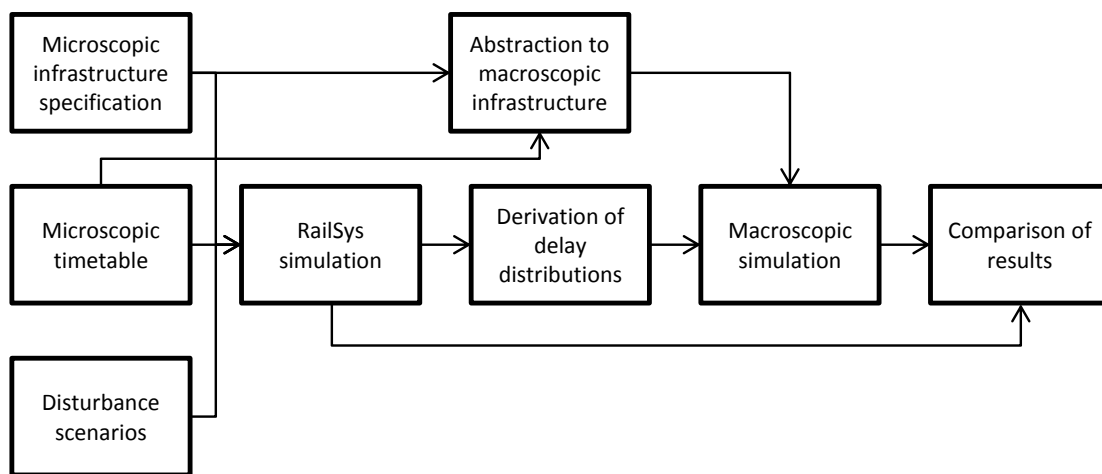 Microscopic
infrastructure
specification
Abstraction to
macroscopic
infrastructure
Microscopic
timetable
RailSys
simulation
Derivation of
delay
distributions
Macroscopic
simulation
Comparison of
results
Disturbance
scenarios